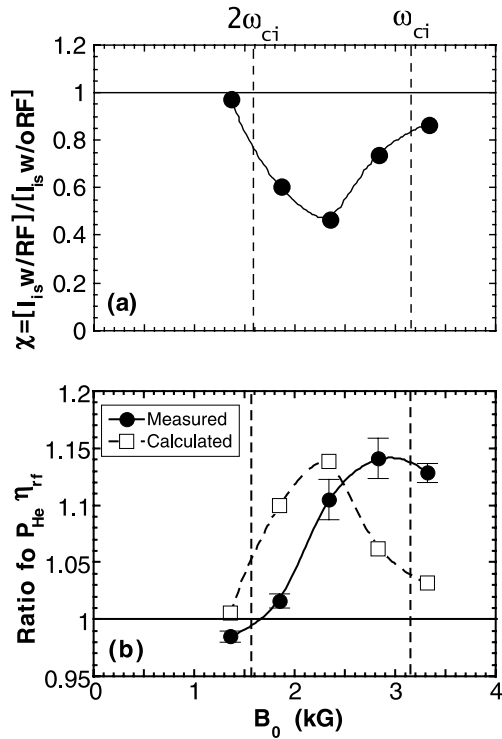 2ω_ci ω_ci
1.2
1
0.8
0.6
0.4
0.2
0
χ=[I_is w/RF]/[I_is w/oRF]
(a)
1.2
1.15
1.1
1.05
1
0.95
Ratio fo P_He η_rf
Measured
Calculated
(b)
0 1 2 3 4
B_0 (kG)